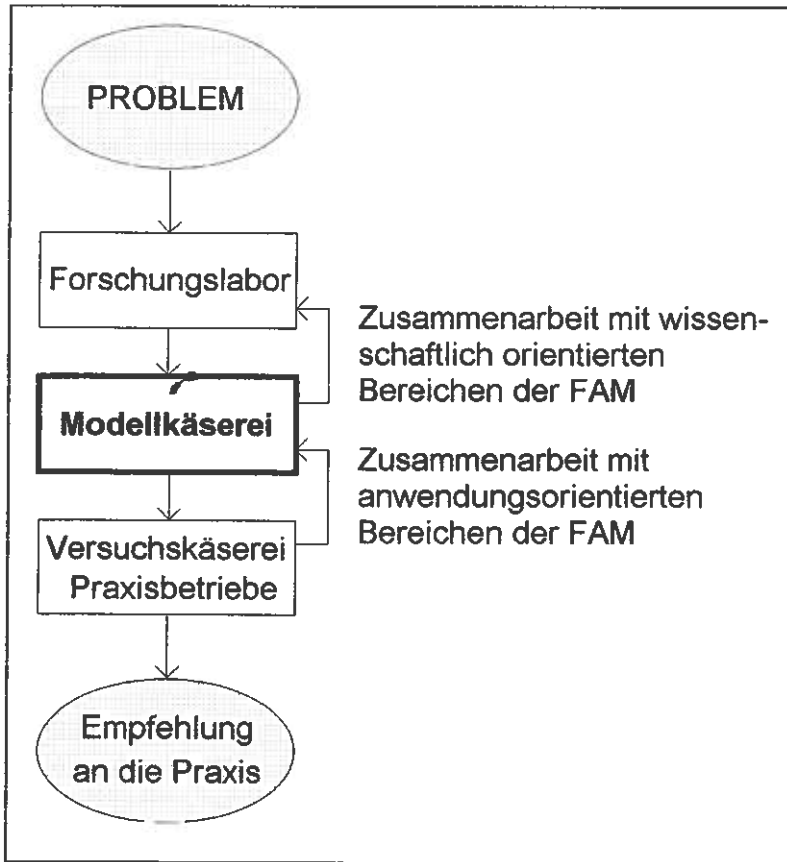 PROBLEM
Forschungslabor
Zusammenarbeit mit wissen-
schaftlich orientierten
Bereichen der FAM
Modellkäserei
Zusammenarbeit mit
anwendungsorientierten
Bereichen der FAM
Versuchskäserei
Praxisbetriebe
Empfehlung
an die Praxis